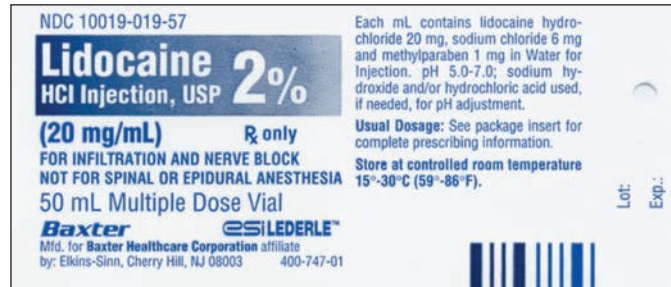 NDC 10019-019-57
Lidocaine 2%
HCl Injection, USP
(20 mg/mL) ℞ only
FOR INFILTRATION AND NERVE BLOCK
NOT FOR SPINAL OR EPIDURAL ANESTHESIA
50 mL Multiple Dose Vial
Baxter esiLEDERLE™
Mfd. for Baxter Healthcare Corporation affiliate
by: Elkins-Sinn, Cherry Hill, NJ 08003 400-747-01
Each mL contains lidocaine hydro-
chloride 20 mg, sodium chloride 6 mg
and methylparaben 1 mg in Water for
Injection. pH 5.0-7.0; sodium hy-
droxide and/or hydrochloric acid used,
if needed, for pH adjustment.
Usual Dosage: See package insert for
complete prescribing information.
Store at controlled room temperature
15°-30°C (59°-86°F).
Lot:
Exp.: